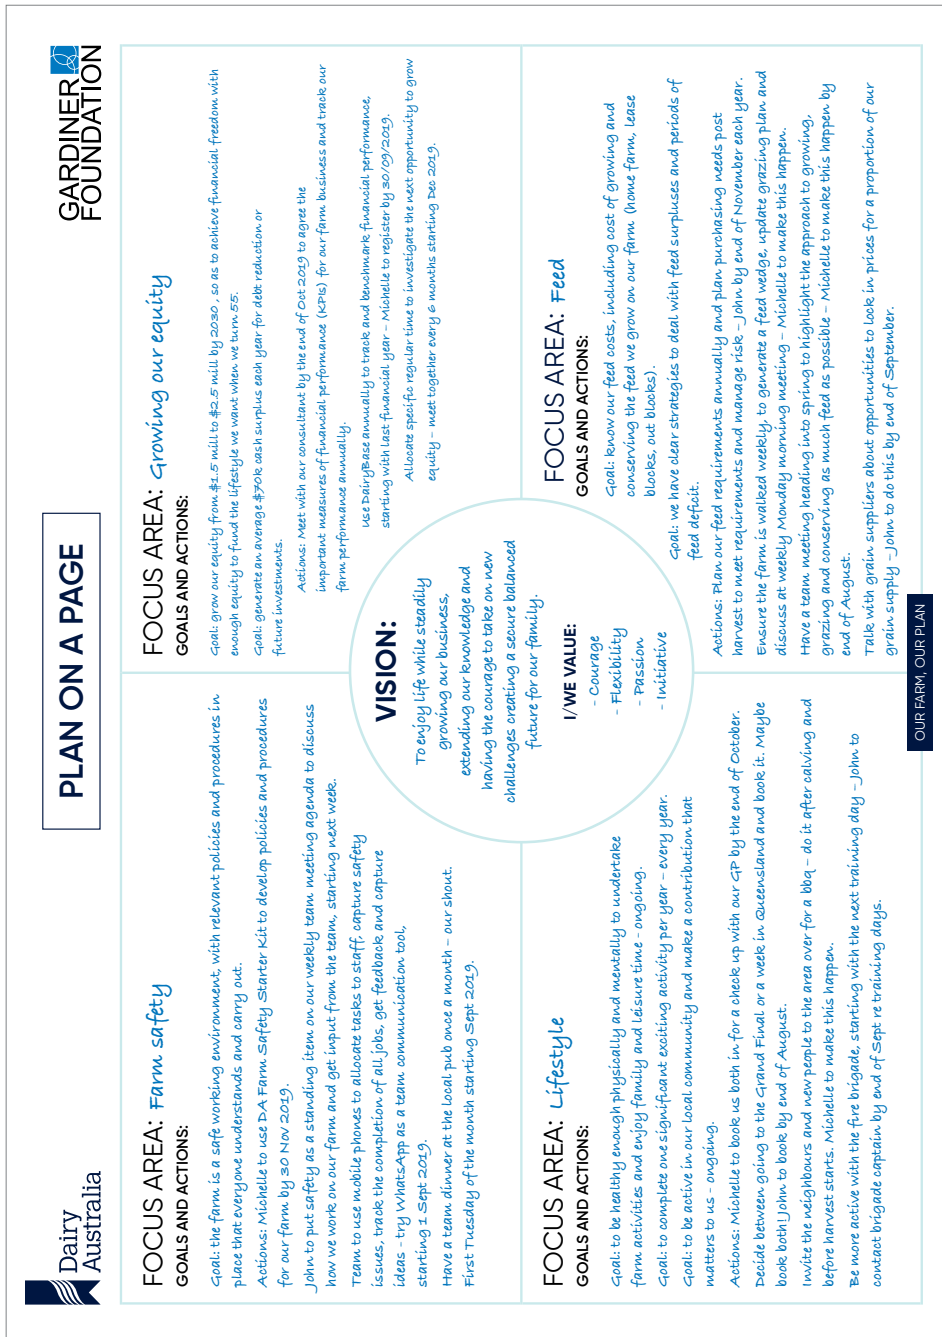 Dairy
Australia
PLAN ON A PAGE
GARDINER
FOUNDATION
FOCUS AREA: Farm safety
GOALS AND ACTIONS:
Goal: the farm is a safe working environment, with relevant policies and procedures in
place that everyone understands and carry out.
Actions: Michelle to use DA Farm Safety Starter Kit to develop policies and procedures
for our farm by 30 Nov 2019.
John to put safety as a standing item on our weekly team meeting agenda to discuss
how we work on our farm and get input from the team, starting next week.
Team to use mobile phones to allocate tasks to staff, capture safety
issues, track the completion of all jobs, get feedback and capture
ideas - try WhatsApp as a team communication tool,
starting 1 Sept 2019.
Have a team dinner at the local pub once a month – our shout.
First Tuesday of the month starting Sept 2019.
FOCUS AREA: Growing our equity
GOALS AND ACTIONS:
Goal: grow our equity from $1.5 mill to $2.5 mill by 2030 , so as to achieve financial freedom with
enough equity to fund the lifestyle we want when we turn 55.
Goal: generate an average $70k cash surplus each year for debt reduction or
future investments.
Actions: Meet with our consultant by the end of Oct 2019 to agree the
important measures of financial performance (KPIs) for our farm business and track our
farm performance annually.
Use DairyBase annually to track and benchmark financial performance,
starting with last financial year – Michelle to register by 30/09/2019.
Allocate specific regular time to investigate the next opportunity to grow
equity – meet together every 6 months starting Dec 2019.
VISION:
To enjoy life while steadily
growing our business,
extending our knowledge and
having the courage to take on new
challenges creating a secure balanced
future for our family.
I/WE VALUE:
- Courage
- Flexibility
- Passion
- Initiative
FOCUS AREA: Lifestyle
GOALS AND ACTIONS:
Goal: to be healthy enough physically and mentally to undertake
farm activities and enjoy family and leisure time - ongoing.
Goal: to complete one significant exciting activity per year – every year.
Goal: to be active in our local community and make a contribution that
matters to us - ongoing.
Actions: Michelle to book us both in for a check up with our GP by the end of October.
Decide between going to the Grand Final or a week in Queensland and book it. Maybe
book both! John to book by end of August.
Invite the neighbours and new people to the area over for a bbq – do it after calving and
before harvest starts. Michelle to make this happen.
Be more active with the fire brigade, starting with the next training day – John to
contact brigade captain by end of Sept re training days.
FOCUS AREA: Feed
GOALS AND ACTIONS:
Goal: know our feed costs, including cost of growing and
conserving the feed we grow on our farm (home farm, lease
blocks, out blocks).
Goal: we have clear strategies to deal with feed surpluses and periods of
feed deficit.
Actions: Plan our feed requirements annually and plan purchasing needs post
harvest to meet requirements and manage risk – John by end of November each year.
Ensure the farm is walked weekly, to generate a feed wedge, update grazing plan and
discuss at weekly Monday morning meeting – Michelle to make this happen.
Have a team meeting heading into spring to highlight the approach to growing,
grazing and conserving as much feed as possible – Michelle to make this happen by
end of August.
Talk with grain suppliers about opportunities to lock in prices for a proportion of our
grain supply – John to do this by end of September.
OUR FARM, OUR PLAN